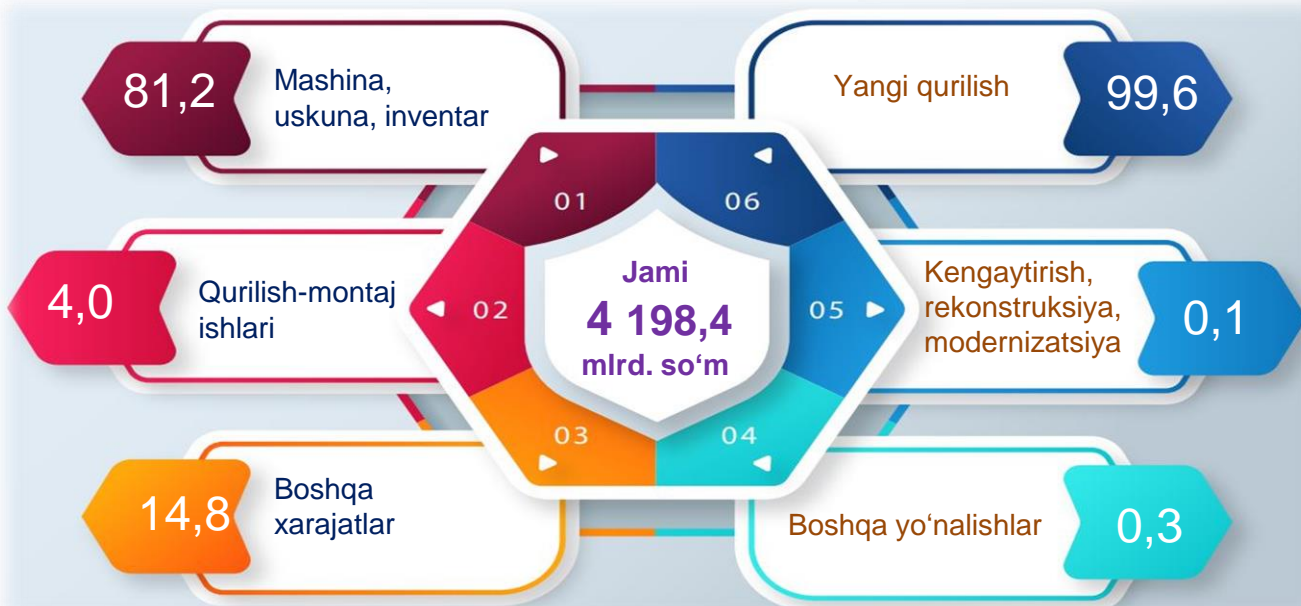 81,2
Mashina,
uskuna, inventar
Yangi qurilish
99,6
01
06
4,0
Qurilish-montaj
ishlari
02
Jami
4 198,4
mlrd. so‘m
05
Kengaytirish,
rekonstruksiya,
modernizatsiya
0,1
14,8
Boshqa
xarajatlar
03
04
Boshqa yo‘nalishlar
0,3